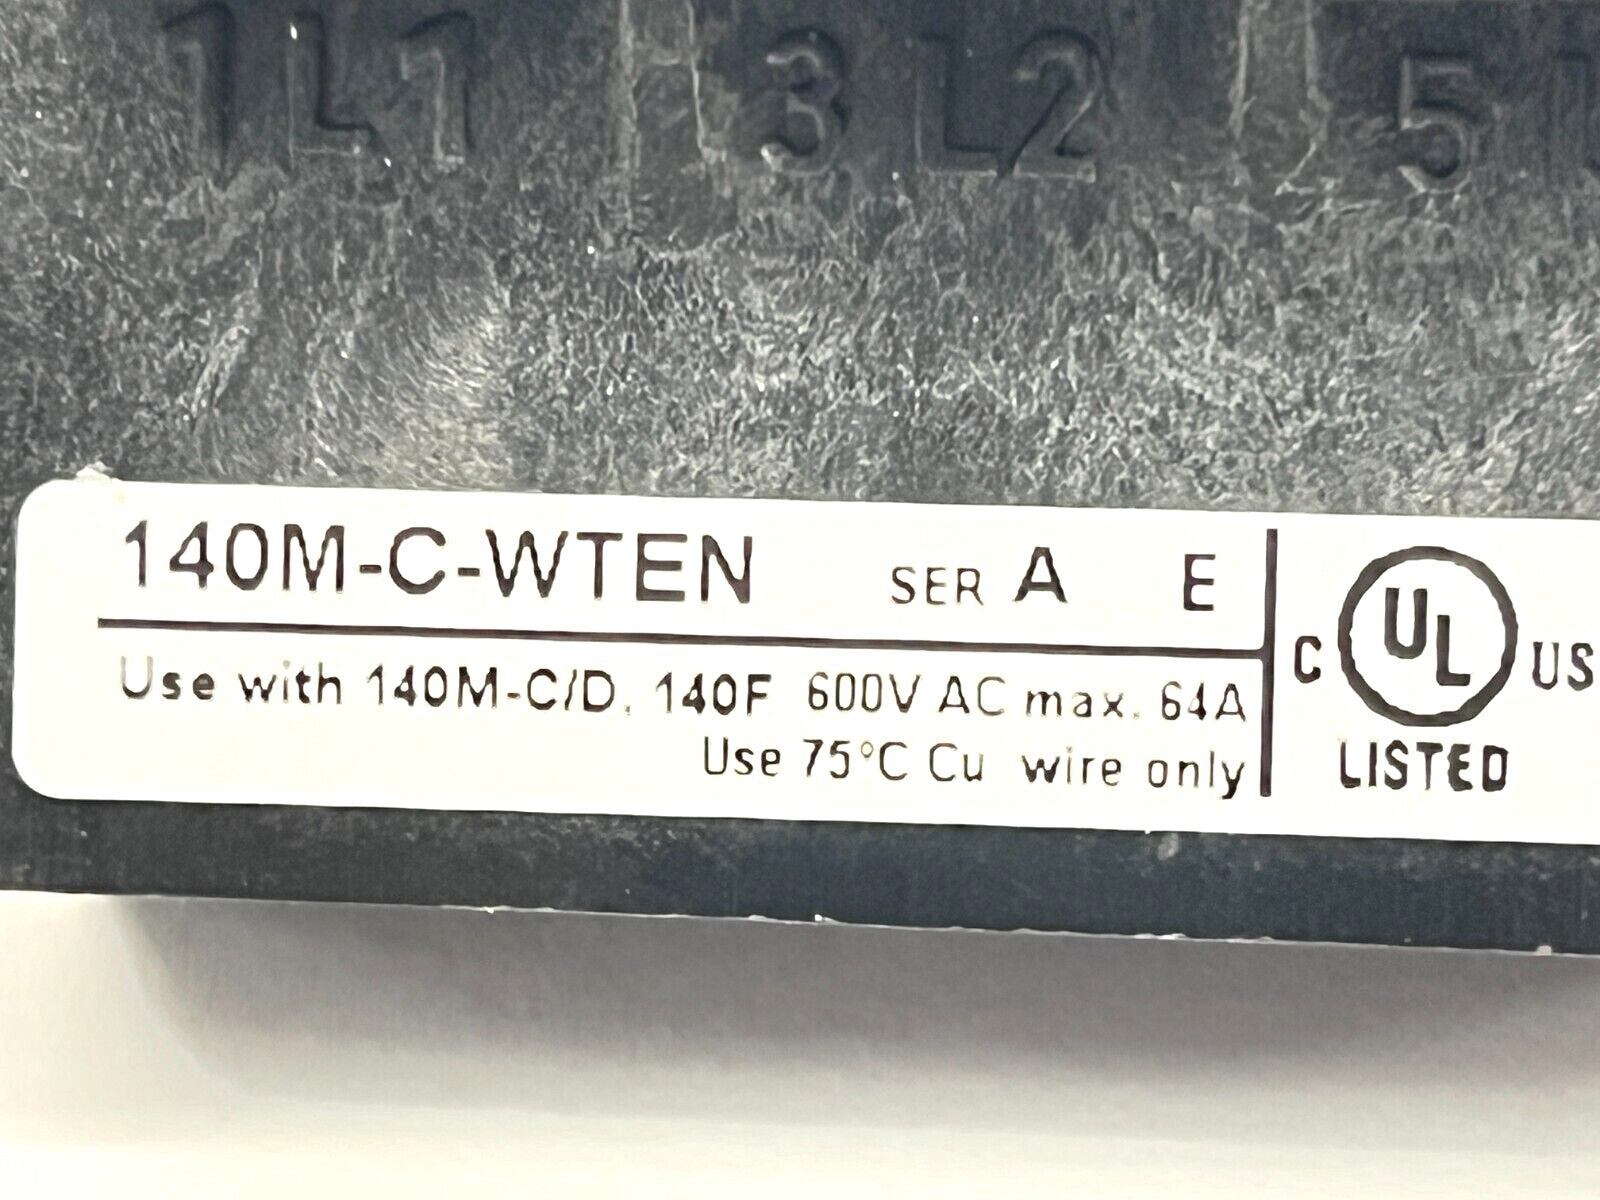 1L1 3L2 5
140M-C-WTEN SER A E
Use with 140M-C/D, 140F 600V AC max. 64A
Use 75°C Cu wire only
C UL US
LISTED